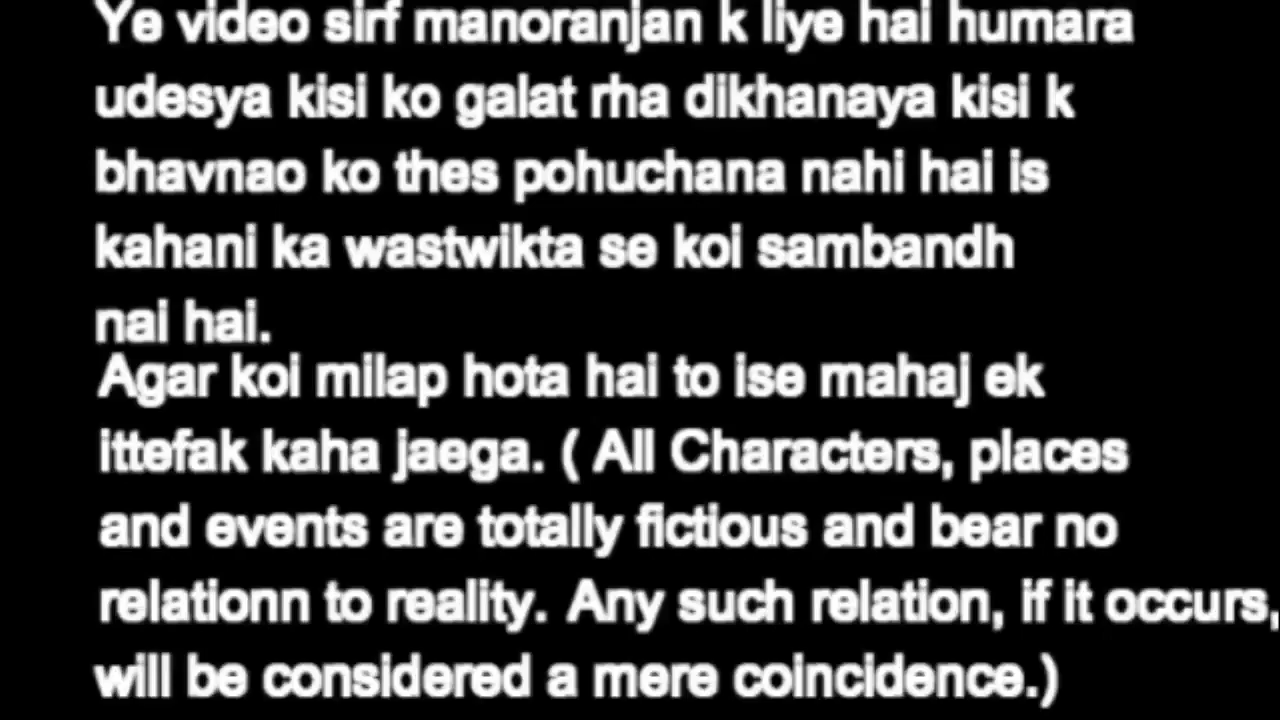 Ye video sirf manoranjan k liye hai humara
udesya kisi ko galat rha dikhanaya kisi k
bhavnao ko thes pohuchana nahi hai is
kahani ka wastwikta se koi sambandh
nai hai.
Agar koi milap hota hai to ise mahaj ek
ittefak kaha jaega. ( All Characters, places
and events are totally fictious and bear no
relationn to reality. Any such relation, if it occurs,
will be considered a mere coincidence.)